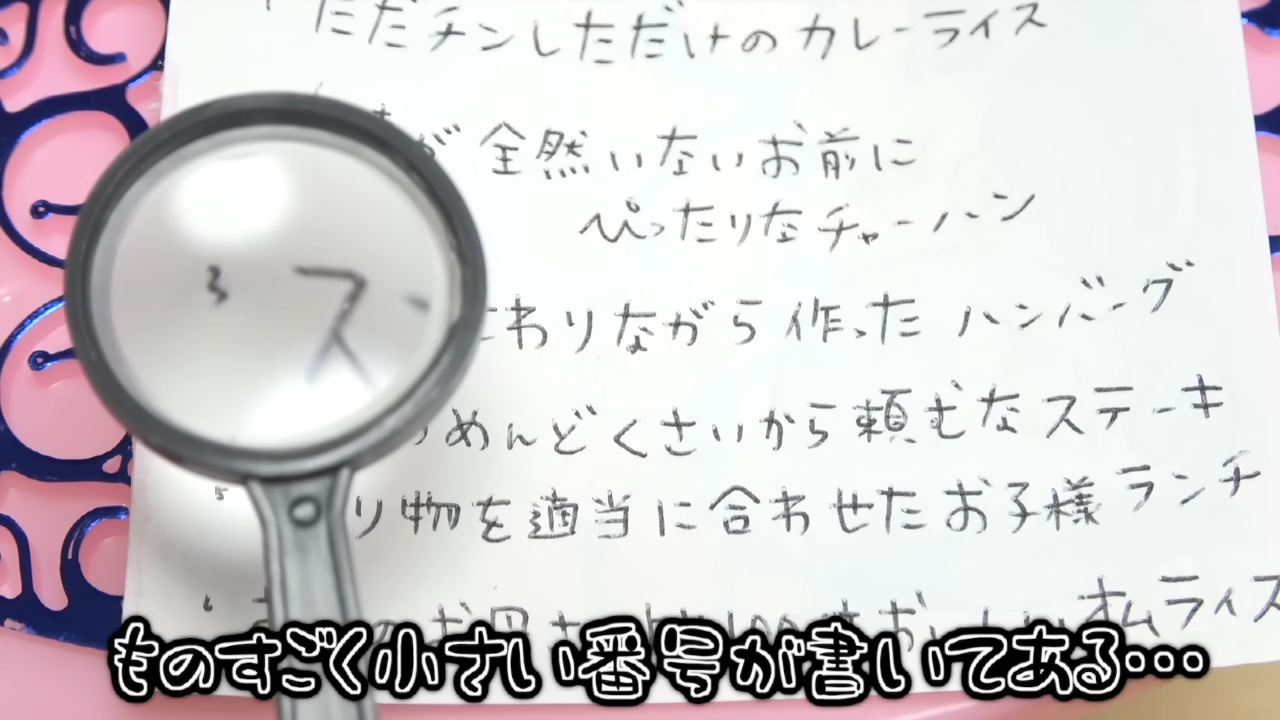 ただチンしただけのカレーライス
が全然いないお前に
ぴったりなチャーハン
3 ス
わりながら作ったハンバーグ
めんどくさいから頼むなステーキ
5 り物を適当に合わせたお子様ランチ
6 オムライス
ものすごく小さい番号が書いてある…